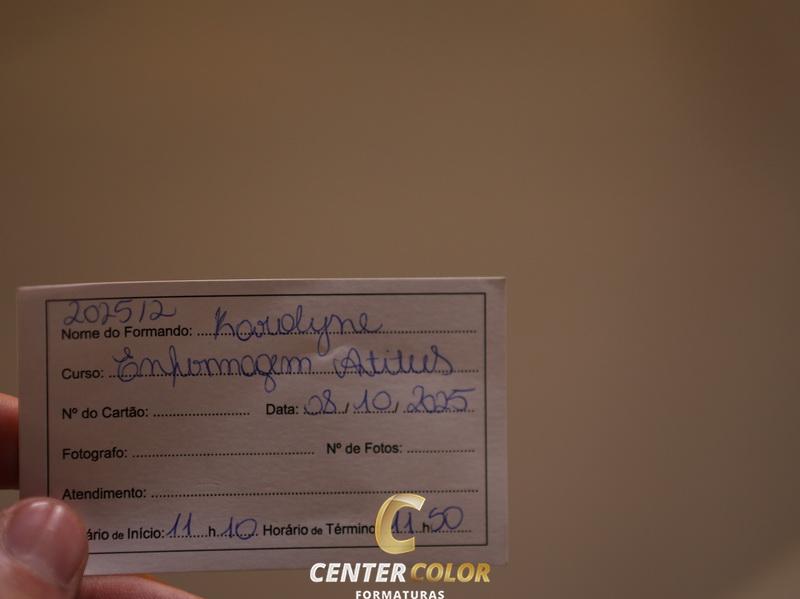 202512
Nome do Formando: Karolyne
Curso: Enfermagem Atitus
Nº do Cartão: Data: 08/10/2025
Fotografo: Nº de Fotos:
Atendimento:
ário de Início: 11 h 10 Horário de Término 11 h 50
C
CENTER COLOR
FORMATURAS